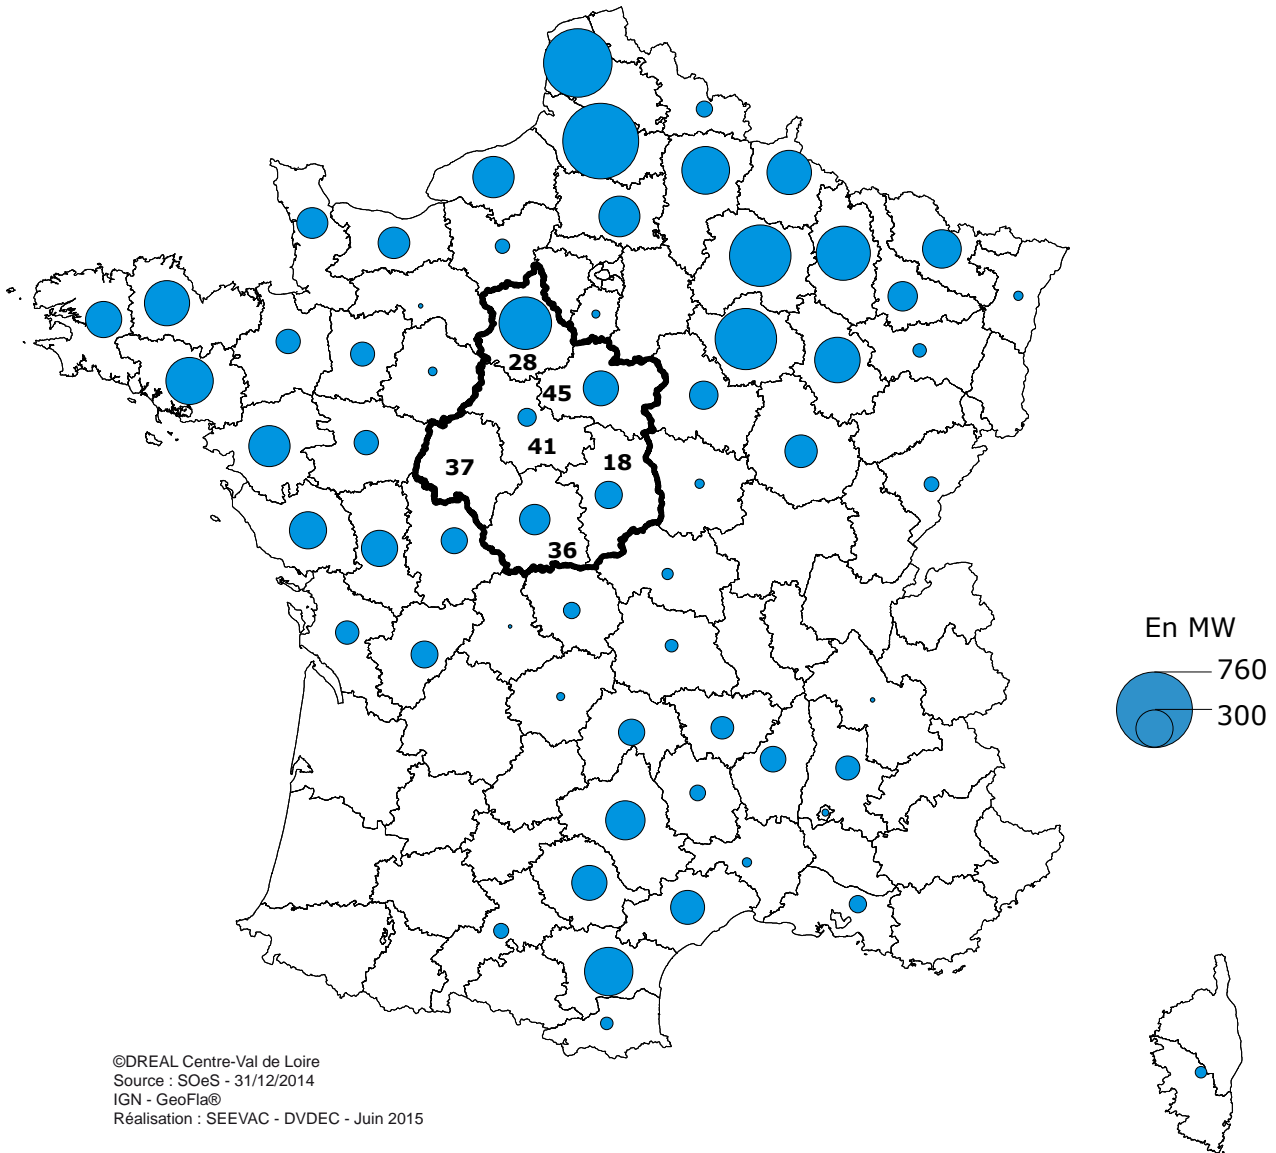 28
45
41
37
18
36
En MW
760
300
©DREAL Centre-Val de Loire
Source : SOeS - 31/12/2014
IGN - GeoFla®
Réalisation : SEEVAC - DVDEC - Juin 2015